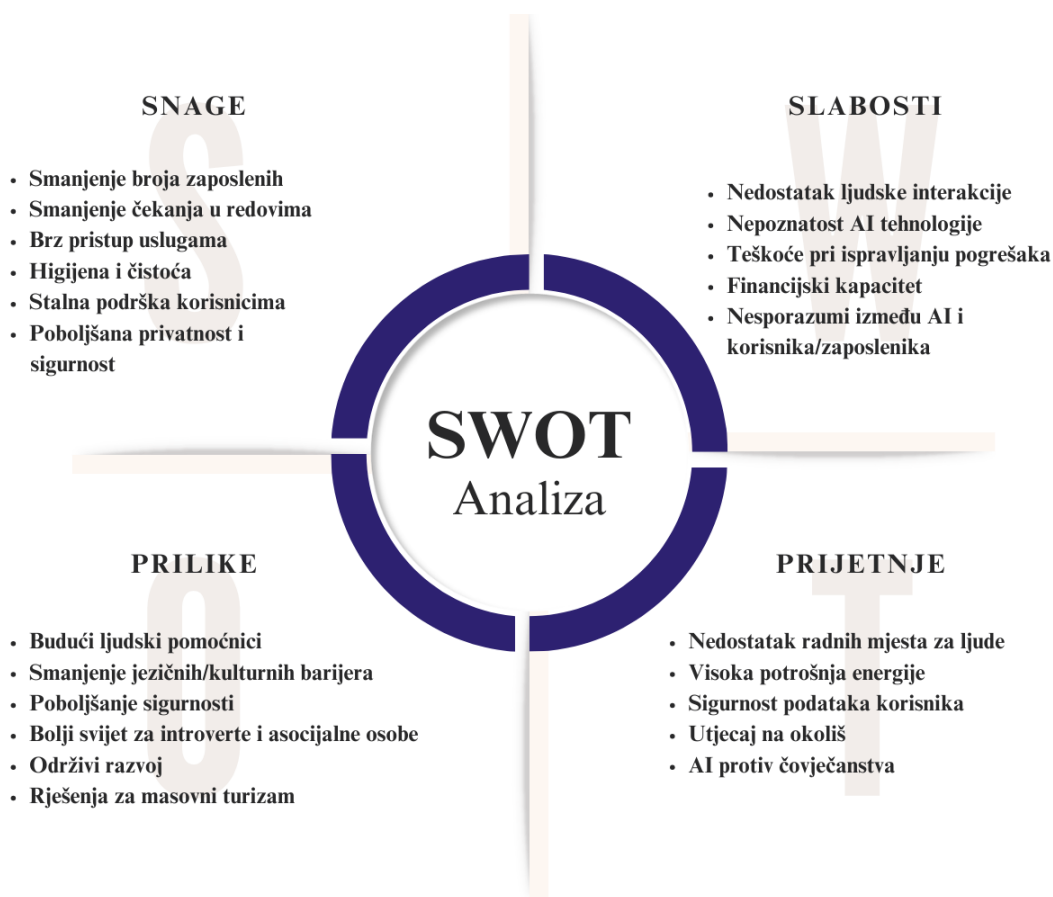 SNAGE
• Smanjenje broja zaposlenih
• Smanjenje čekanja u redovima
• Brz pristup uslugama
• Higijena i čistoća
• Stalna podrška korisnicima
• Poboljšana privatnost i
sigurnost
SLABOSTI
• Nedostatak ljudske interakcije
• Nepoznatost AI tehnologije
• Teškoće pri ispravljanju pogrešaka
• Financijski kapacitet
• Nesporazumi između AI i
korisnika/zaposlenika
SWOT
Analiza
PRILIKE
• Budući ljudski pomoćnici
• Smanjenje jezičnih/kulturnih barijera
• Poboljšanje sigurnosti
• Bolji svijet za introverte i asocijalne osobe
• Održivi razvoj
• Rješenja za masovni turizam
PRIJETNJE
• Nedostatak radnih mjesta za ljude
• Visoka potrošnja energije
• Sigurnost podataka korisnika
• Utjecaj na okoliš
• AI protiv čovječanstva
S
W
O
T